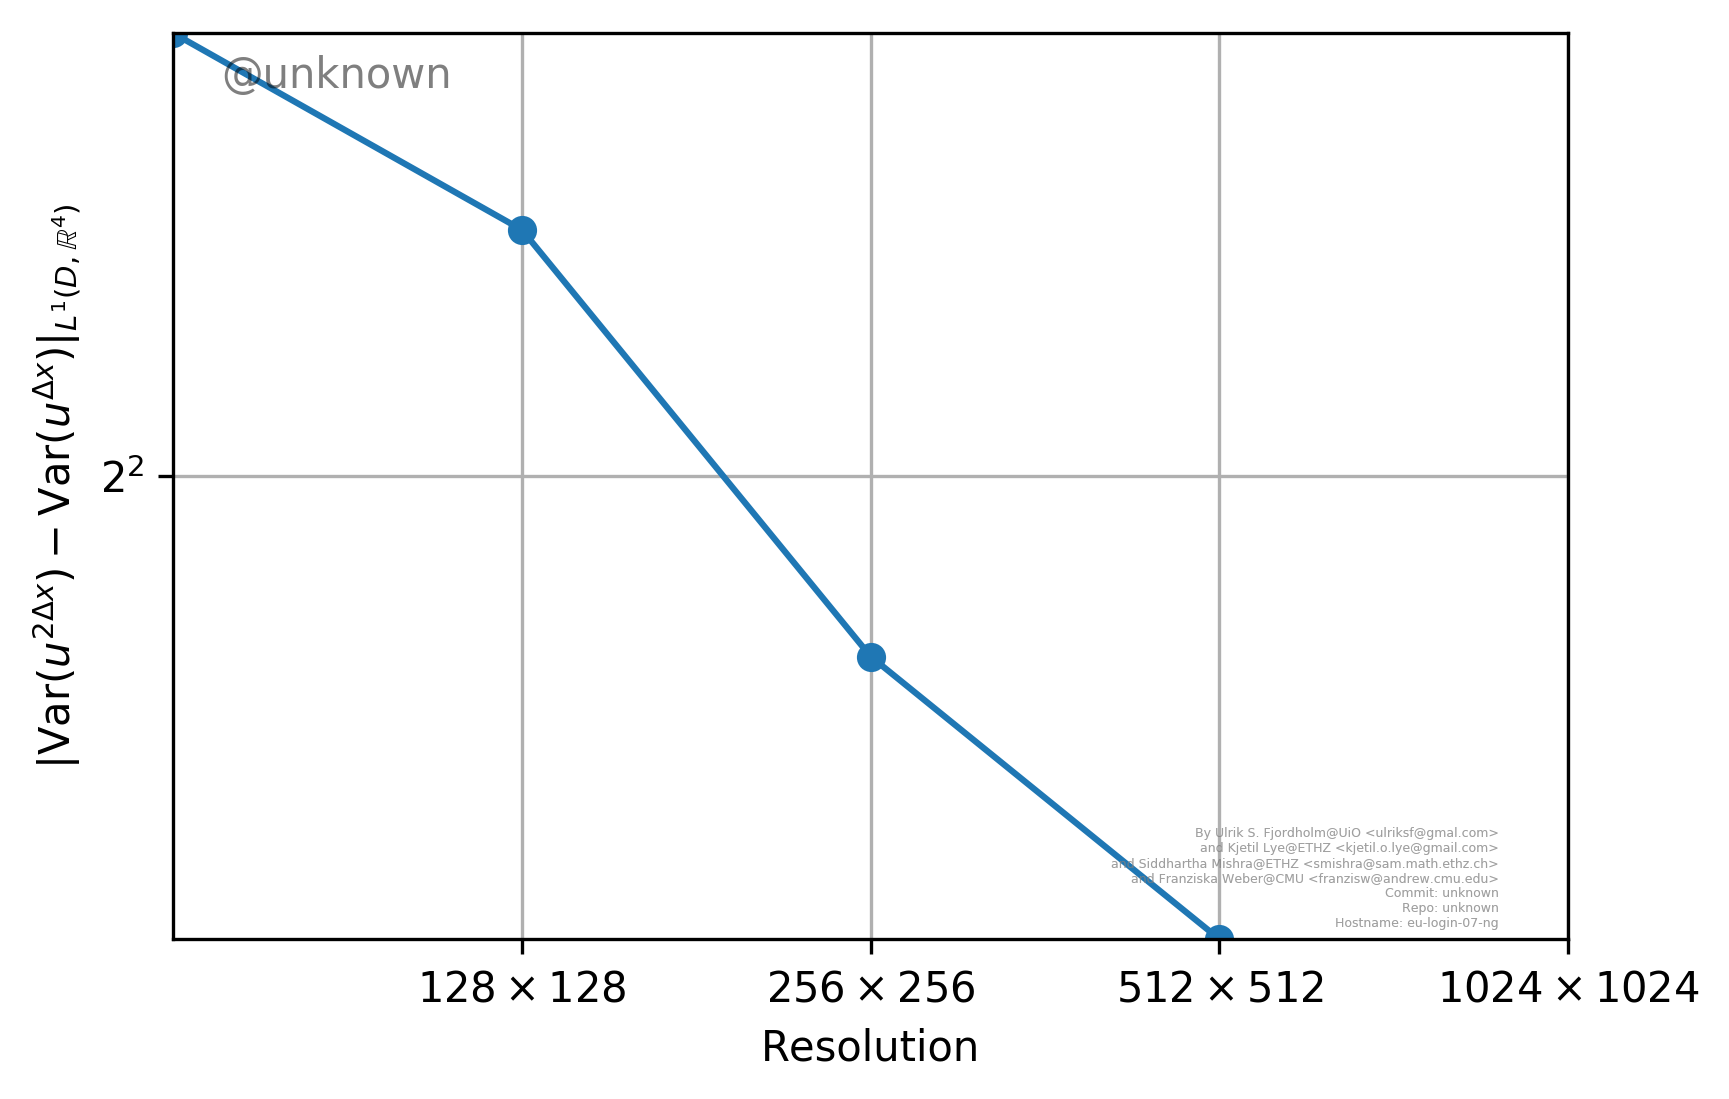 @unknown
|Var(u^{2Δx}) − Var(u^{Δx})|_{L^1(D, ℝ^4)}
2^2
By Ulrik S. Fjordholm@UiO <ulriksf@gmal.com>
and Kjetil Lye@ETHZ <kjetil.o.lye@gmail.com>
and Siddhartha Mishra@ETHZ <smishra@sam.math.ethz.ch>
and Franziska Weber@CMU <franzisw@andrew.cmu.edu>
Commit: unknown
Repo: unknown
Hostname: eu-login-07-ng
128 × 128 256 × 256 512 × 512 1024 × 1024
Resolution